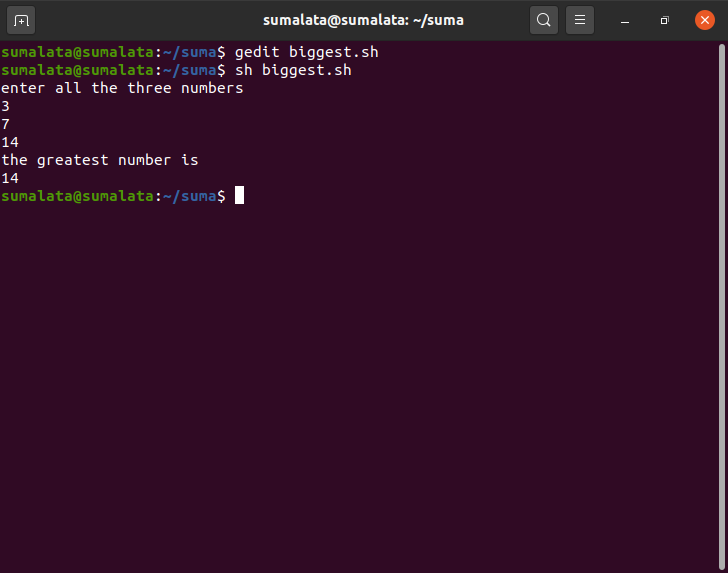 sumalata@sumalata: ~/suma
sumalata@sumalata:~/suma$ gedit biggest.sh
sumalata@sumalata:~/suma$ sh biggest.sh
enter all the three numbers
3
7
14
the greatest number is
14
sumalata@sumalata:~/suma$